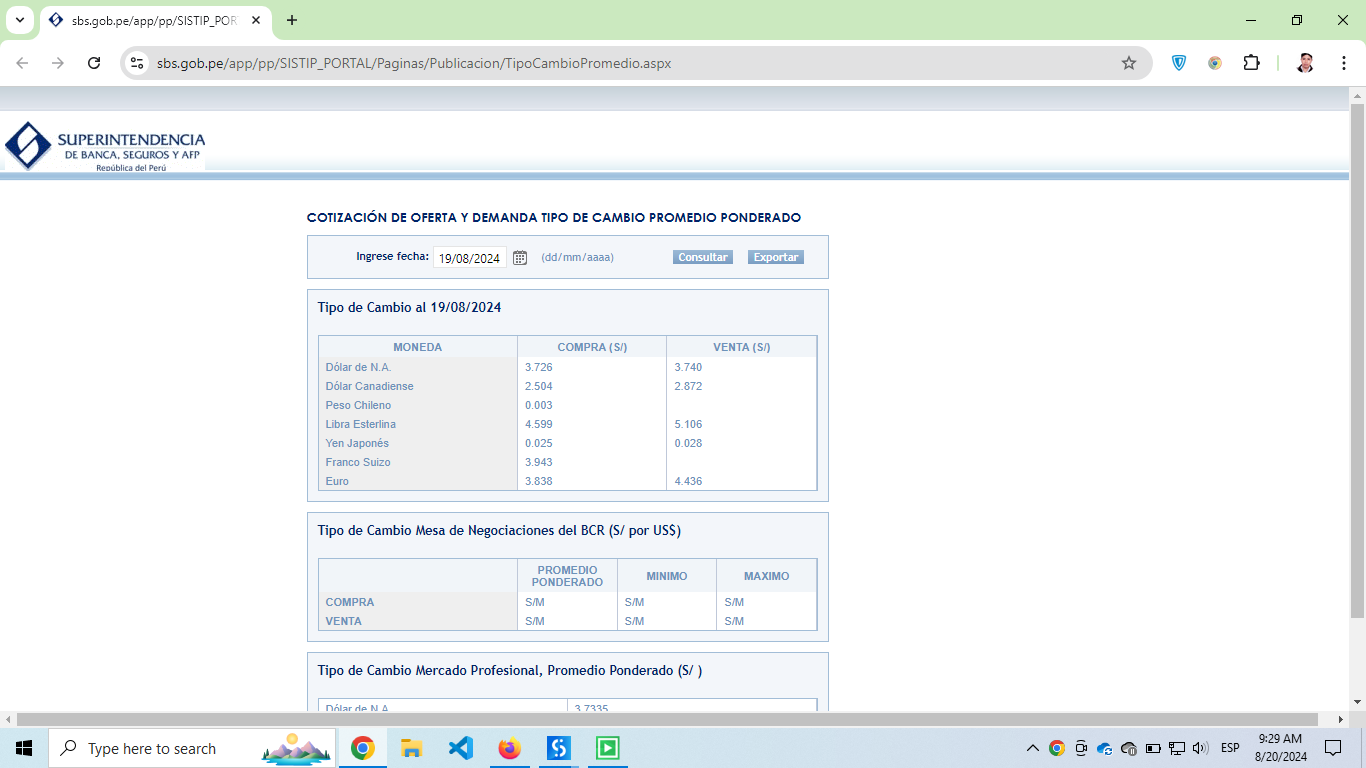 sbs.gob.pe/app/pp/SISTIP_POR
sbs.gob.pe/app/pp/SISTIP_PORTAL/Paginas/Publicacion/TipoCambioPromedio.aspx
SUPERINTENDENCIA
DE BANCA, SEGUROS Y AFP
República del Perú
COTIZACIÓN DE OFERTA Y DEMANDA TIPO DE CAMBIO PROMEDIO PONDERADO
Ingrese fecha: 19/08/2024 (dd/mm/aaaa) Consultar Exportar
Tipo de Cambio al 19/08/2024
MONEDA COMPRA (S/) VENTA (S/)
Dólar de N.A. 3.726 3.740
Dólar Canadiense 2.504 2.872
Peso Chileno 0.003
Libra Esterlina 4.599 5.106
Yen Japonés 0.025 0.028
Franco Suizo 3.943
Euro 3.838 4.436
Tipo de Cambio Mesa de Negociaciones del BCR (S/ por US$)
PROMEDIO
PONDERADO MINIMO MAXIMO
COMPRA S/M S/M S/M
VENTA S/M S/M S/M
Tipo de Cambio Mercado Profesional, Promedio Ponderado (S/ )
Dólar de N.A. 3.7335
Type here to search
ESP
9:29 AM
8/20/2024